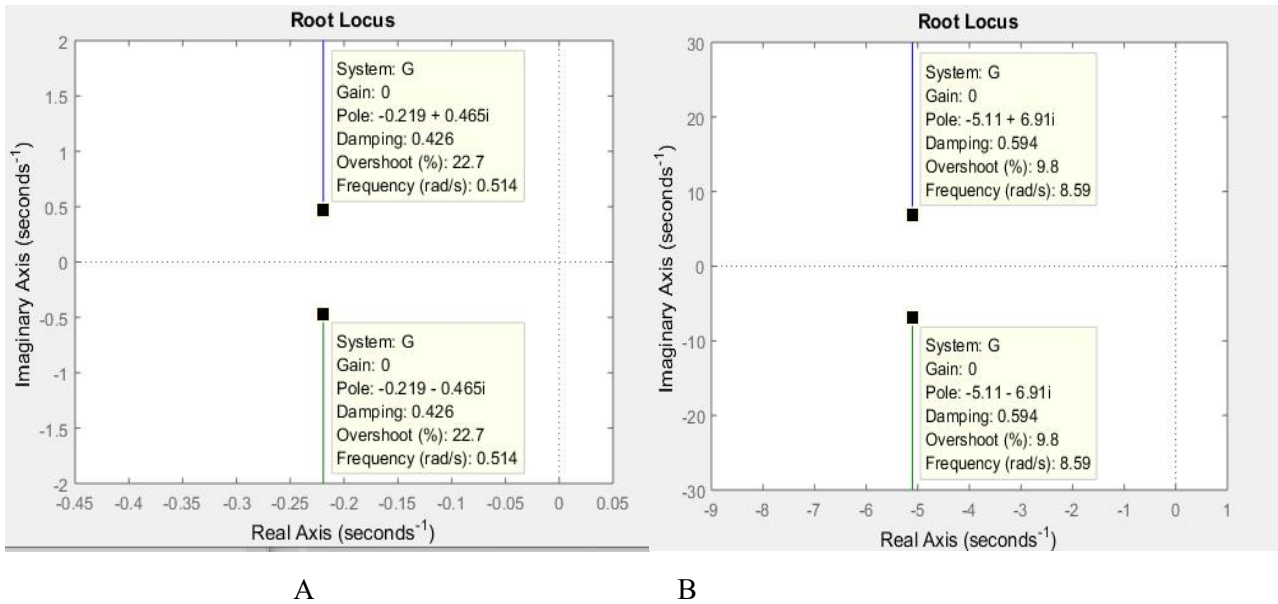 Root Locus
2
1.5
1
0.5
0
-0.5
-1
-1.5
-2
Imaginary Axis (seconds⁻¹)
System: G
Gain: 0
Pole: -0.219 + 0.465i
Damping: 0.426
Overshoot (%): 22.7
Frequency (rad/s): 0.514
System: G
Gain: 0
Pole: -0.219 - 0.465i
Damping: 0.426
Overshoot (%): 22.7
Frequency (rad/s): 0.514
-0.45 -0.4 -0.35 -0.3 -0.25 -0.2 -0.15 -0.1 -0.05 0 0.05
Real Axis (seconds⁻¹)
A
Root Locus
30
20
10
0
-10
-20
-30
Imaginary Axis (seconds⁻¹)
System: G
Gain: 0
Pole: -5.11 + 6.91i
Damping: 0.594
Overshoot (%): 9.8
Frequency (rad/s): 8.59
System: G
Gain: 0
Pole: -5.11 - 6.91i
Damping: 0.594
Overshoot (%): 9.8
Frequency (rad/s): 8.59
-9 -8 -7 -6 -5 -4 -3 -2 -1 0 1
Real Axis (seconds⁻¹)
B